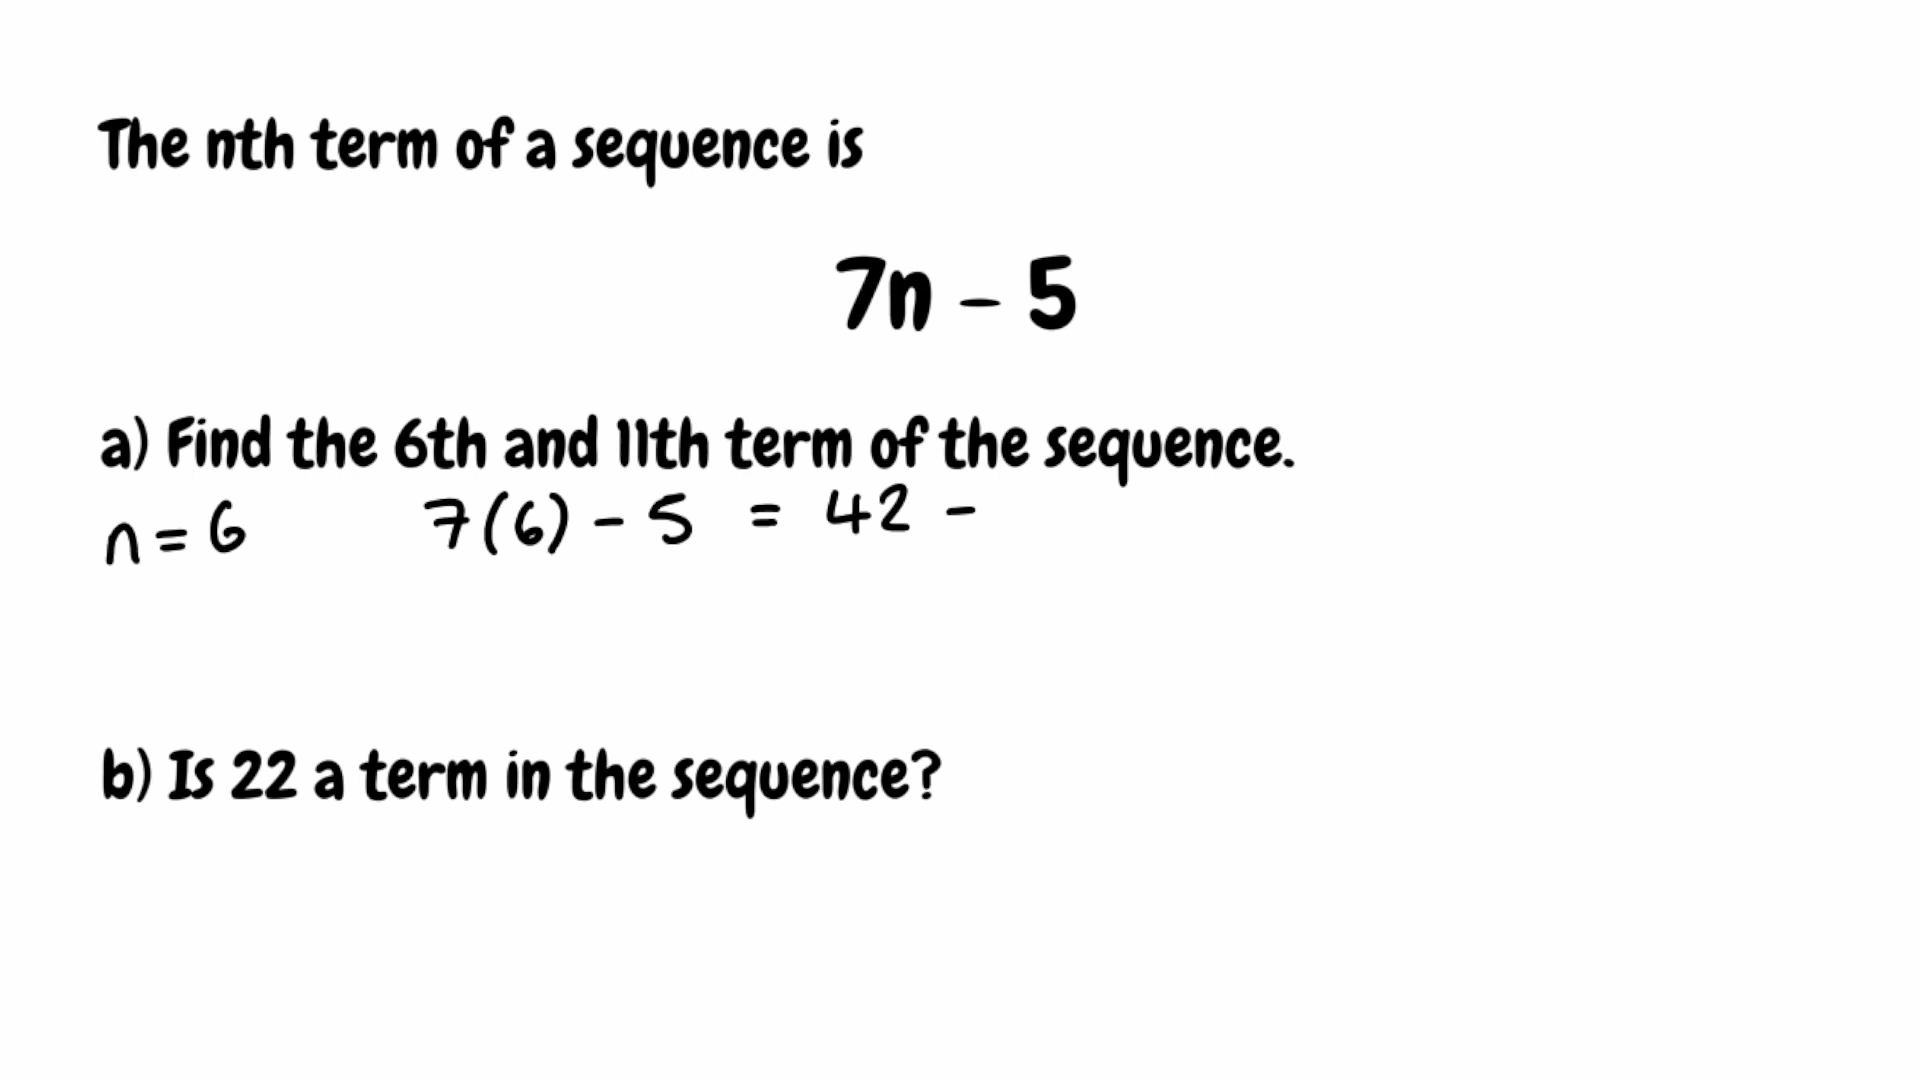 The nth term of a sequence is
7n - 5
a) Find the 6th and 11th term of the sequence.
n = 6 7(6) - 5 = 42 -
b) Is 22 a term in the sequence?